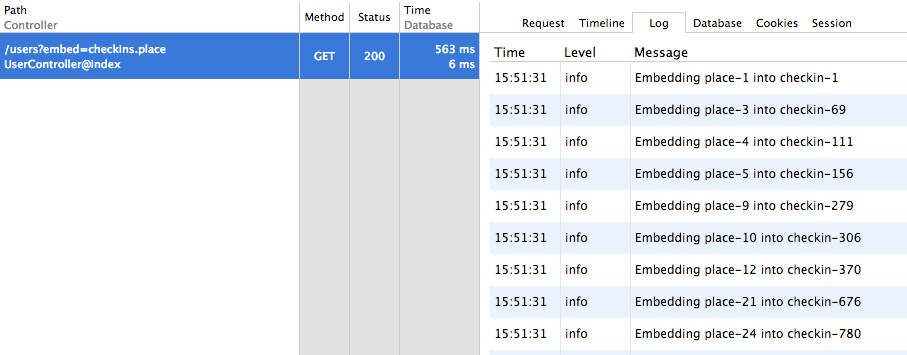 Path
Controller
Method
Status
Time
Database
/users?embed=checkins.place
UserController@index
GET
200
563 ms
6 ms
Request Timeline Log Database Cookies Session
Time Level Message
15:51:31 info Embedding place-1 into checkin-1
15:51:31 info Embedding place-3 into checkin-69
15:51:31 info Embedding place-4 into checkin-111
15:51:31 info Embedding place-5 into checkin-156
15:51:31 info Embedding place-9 into checkin-279
15:51:31 info Embedding place-10 into checkin-306
15:51:31 info Embedding place-12 into checkin-370
15:51:31 info Embedding place-21 into checkin-676
15:51:31 info Embedding place-24 into checkin-780